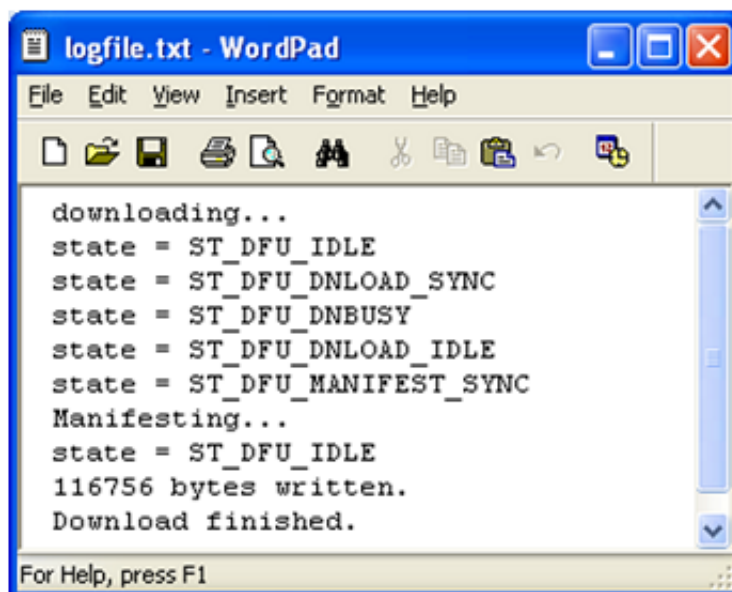 logfile.txt - WordPad
File Edit View Insert Format Help
downloading...
state = ST_DFU_IDLE
state = ST_DFU_DNLOAD_SYNC
state = ST_DFU_DNBUSY
state = ST_DFU_DNLOAD_IDLE
state = ST_DFU_MANIFEST_SYNC
Manifesting...
state = ST_DFU_IDLE
116756 bytes written.
Download finished.
For Help, press F1